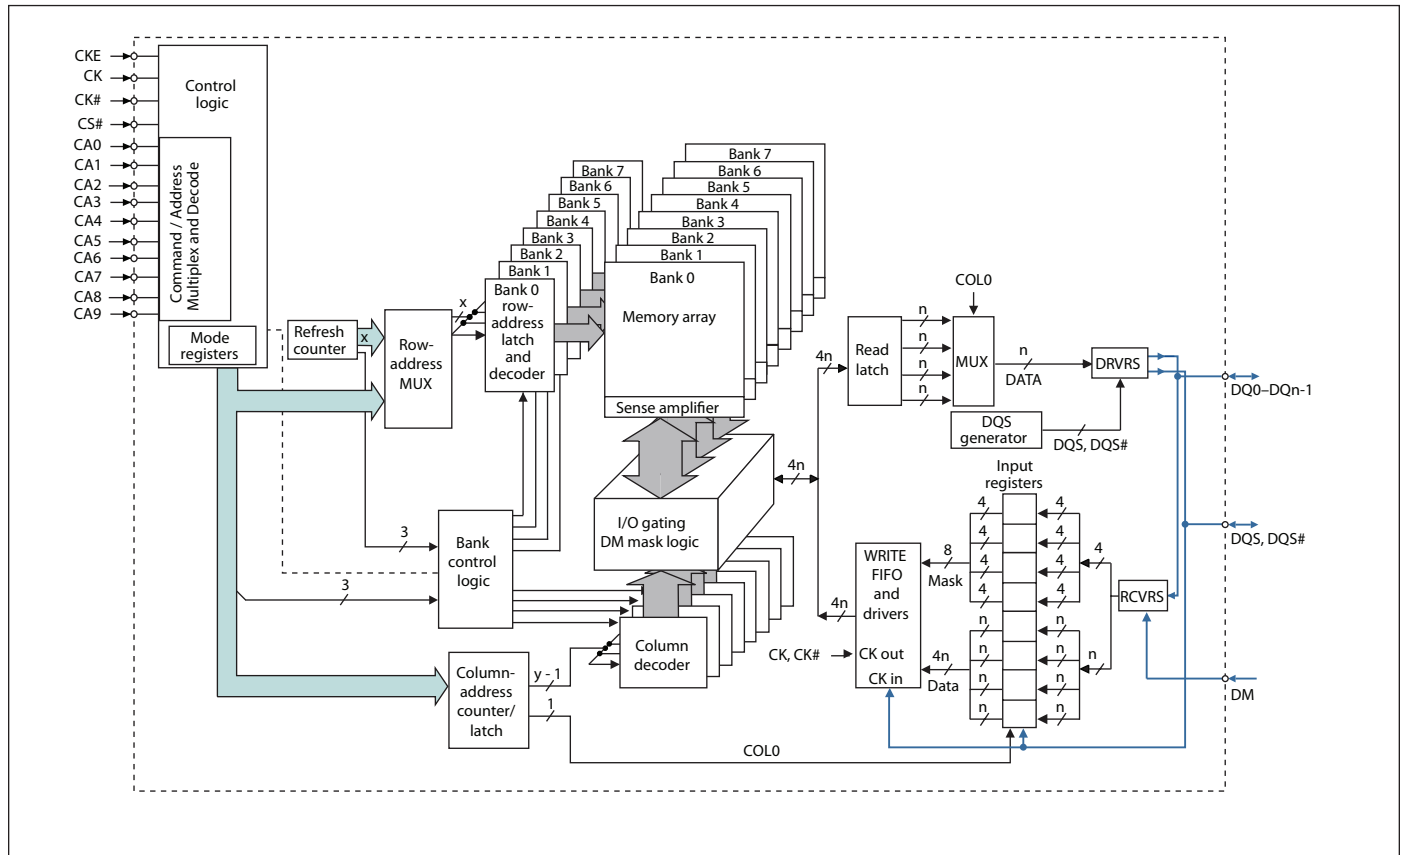 CKE
CK
CK#
CS#
CA0
CA1
CA2
CA3
CA4
CA5
CA6
CA7
CA8
CA9
Control
logic
Command / Address
Multiplex and Decode
Mode
registers
Refresh
counter
x
Row-
address
MUX
x
3
3
Bank
control
logic
Column-
address
counter/
latch
y - 1
1
COL0
Bank 7
Bank 6
Bank 5
Bank 4
Bank 3
Bank 2
Bank 1
Bank 0
row-
address
latch
and
decoder
Bank 7
Bank 6
Bank 5
Bank 4
Bank 3
Bank 2
Bank 1
Bank 0
Memory array
Sense amplifier
I/O gating
DM mask logic
Column
decoder
4n
4n
4n
Read
latch
n
n
n
n
COL0
MUX
n
DATA
DRVRS
DQS
generator
DQS, DQS#
Input
registers
4
4
4
4
n
n
n
n
4
4
4
4
n
n
n
n
4
n
RCVRS
8
Mask
4n
Data
WRITE
FIFO
and
drivers
CK out
CK in
CK, CK#
DQ0–DQn-1
DQS, DQS#
DM